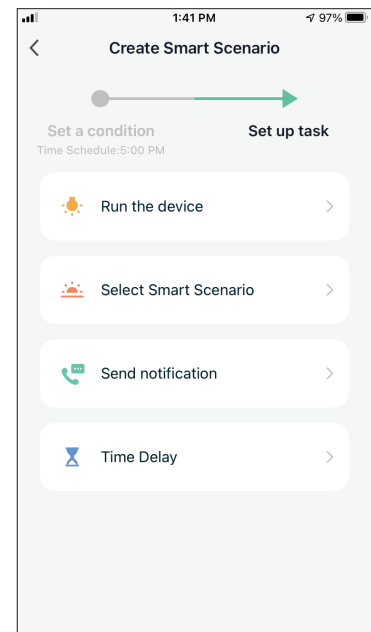 1:41 PM
97%
Create Smart Scenario
Set a condition
Set up task
Time Schedule:5:00 PM
Run the device
Select Smart Scenario
Send notification
Time Delay